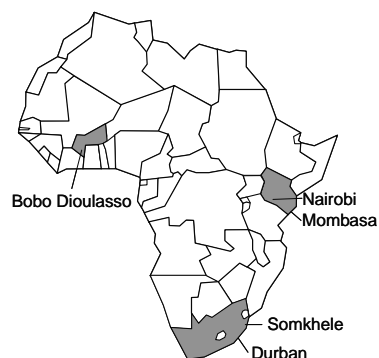 Bobo Dioulasso
Nairobi
Mombasa
Somkhele
Durban